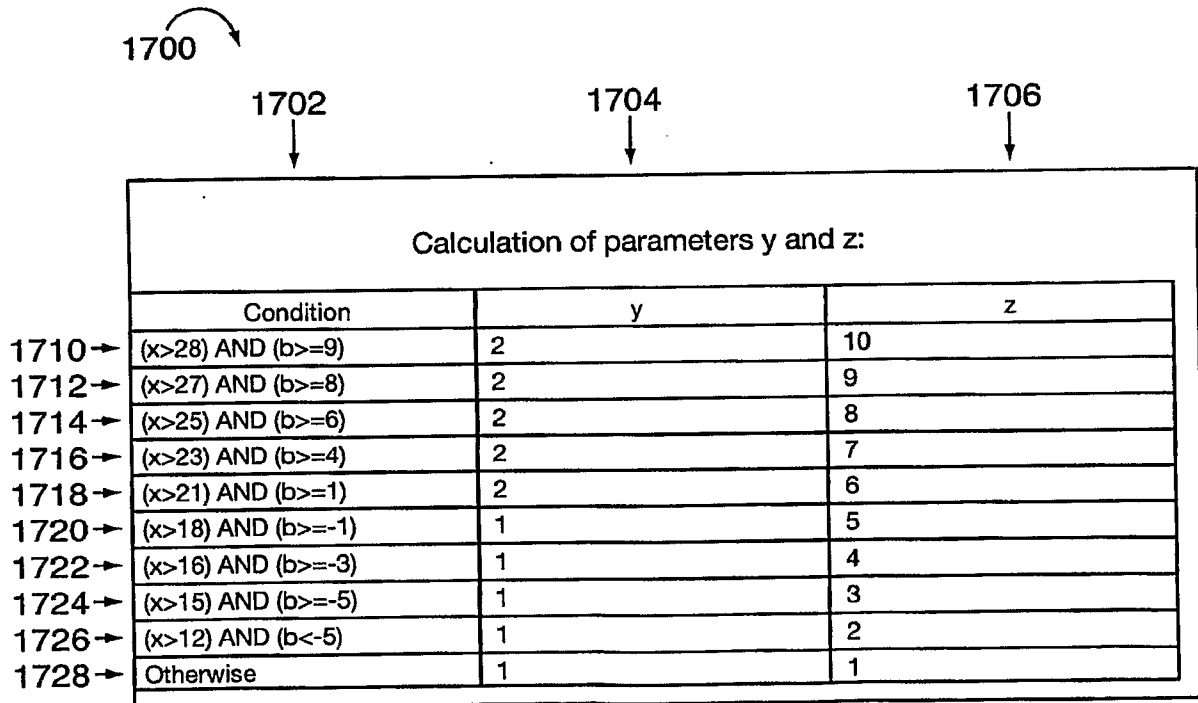 1700
1702 1704 1706
Calculation of parameters y and z:
Condition y z
1710 (x>28) AND (b>=9) 2 10
1712 (x>27) AND (b>=8) 2 9
1714 (x>25) AND (b>=6) 2 8
1716 (x>23) AND (b>=4) 2 7
1718 (x>21) AND (b>=1) 2 6
1720 (x>18) AND (b>=-1) 1 5
1722 (x>16) AND (b>=-3) 1 4
1724 (x>15) AND (b>=-5) 1 3
1726 (x>12) AND (b<-5) 1 2
1728 Otherwise 1 1